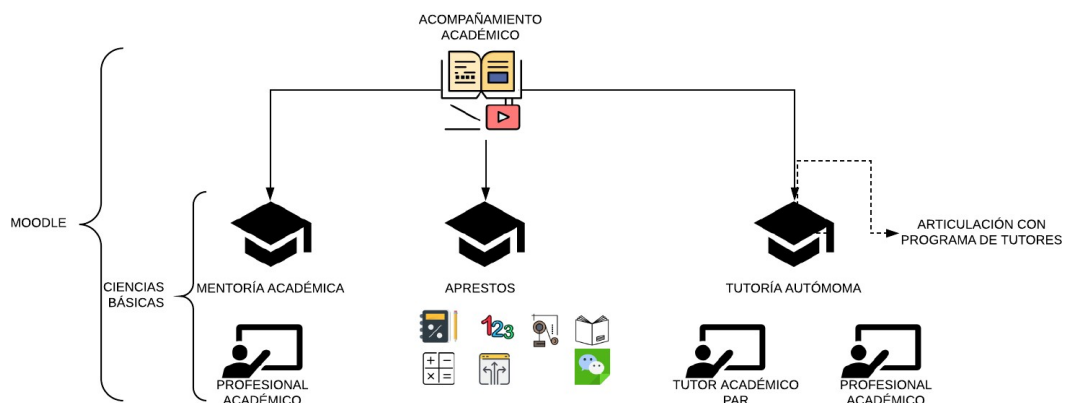 ACOMPAÑAMIENTO
ACADÉMICO
MOODLE
CIENCIAS
BÁSICAS
MENTORÍA ACADÉMICA
APRESTOS
TUTORÍA AUTÓMOMA
ARTICULACIÓN CON
PROGRAMA DE TUTORES
%
123
+ -
× =
PROFESIONAL
ACADÉMICO
TUTOR ACADÉMICO
PAR
PROFESIONAL
ACADÉMICO